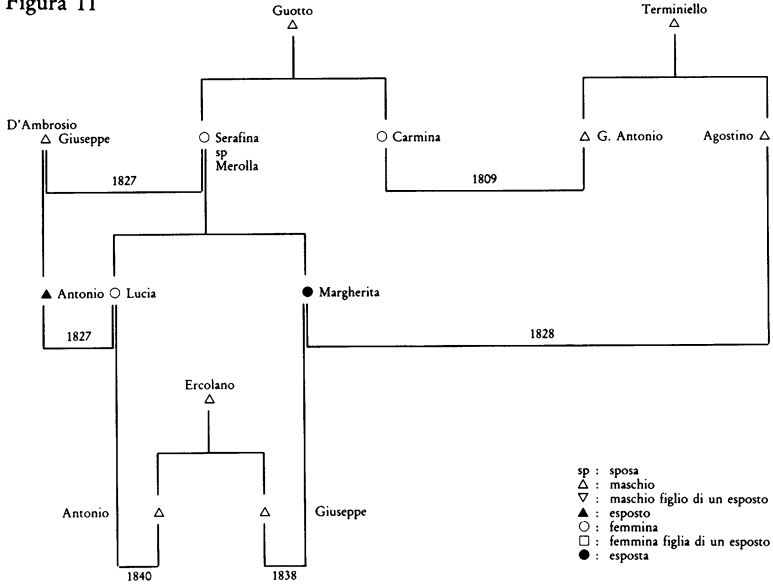 Figura 11
Guotto
Terminiello
D'Ambrosio
Giuseppe
Serafina
sp
Merolla
Carmina
G. Antonio
Agostino
1827
1809
Antonio
Lucia
Margherita
1827
1828
Ercolano
Antonio
Giuseppe
1840
1838
sp : sposa
△ : maschio
▽ : maschio figlio di un esposto
▲ : esposto
○ : femmina
□ : femmina figlia di un esposto
● : esposta